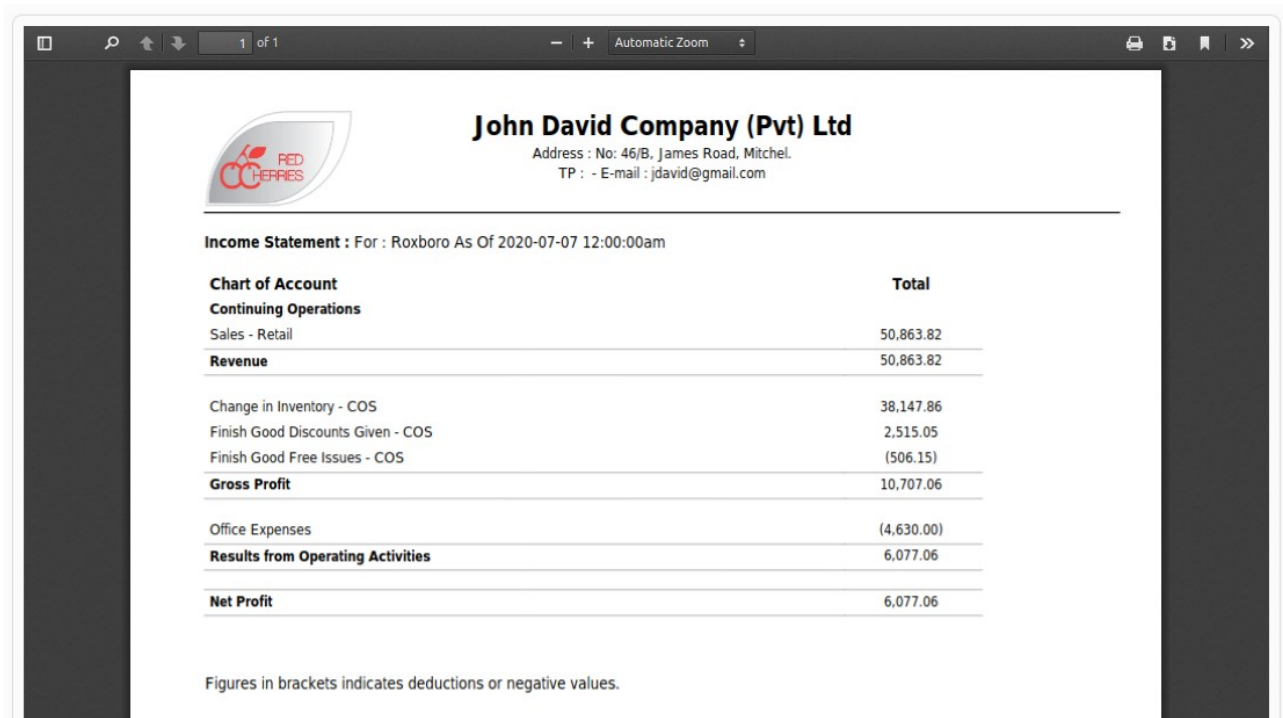 1 of 1
Automatic Zoom
RED
CHERRIES
John David Company (Pvt) Ltd
Address : No: 46/B, James Road, Mitchel.
TP :  - E-mail : jdavid@gmail.com
Income Statement : For : Roxboro As Of 2020-07-07 12:00:00am
Chart of Account Total
Continuing Operations
Sales - Retail 50,863.82
Revenue 50,863.82
Change in Inventory - COS 38,147.86
Finish Good Discounts Given - COS 2,515.05
Finish Good Free Issues - COS (506.15)
Gross Profit 10,707.06
Office Expenses (4,630.00)
Results from Operating Activities 6,077.06
Net Profit 6,077.06
Figures in brackets indicates deductions or negative values.